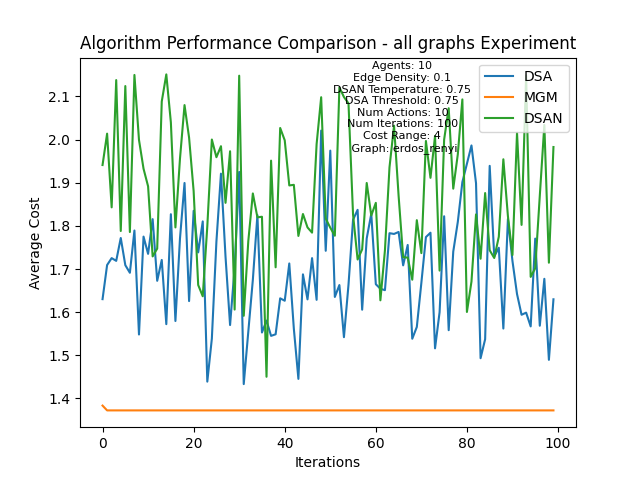 Algorithm Performance Comparison - all graphs Experiment
Agents: 10
Edge Density: 0.1
DSAN Temperature: 0.75
DSA Threshold: 0.75
Num Actions: 10
Num Iterations: 100
Cost Range: 4
Graph: erdos_renyi
DSA
MGM
DSAN
Average Cost
2.1
2.0
1.9
1.8
1.7
1.6
1.5
1.4
0
20
40
60
80
100
Iterations